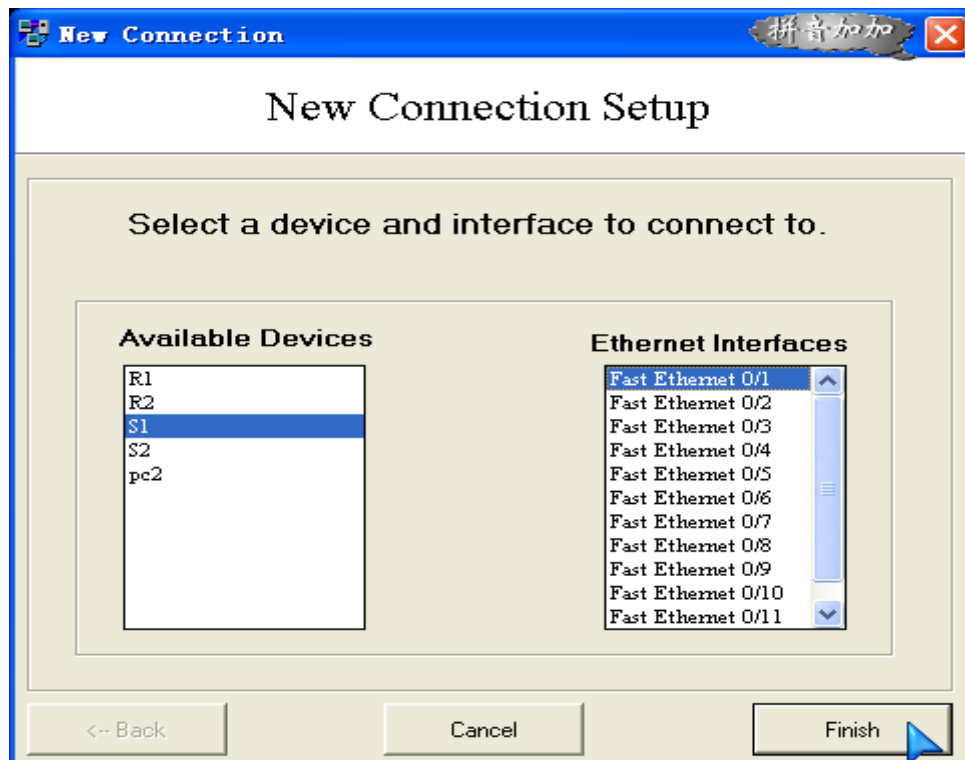 New Connection
拼音加加
New Connection Setup
Select a device and interface to connect to.
Available Devices
R1
R2
S1
S2
pc2
Ethernet Interfaces
Fast Ethernet 0/1
Fast Ethernet 0/2
Fast Ethernet 0/3
Fast Ethernet 0/4
Fast Ethernet 0/5
Fast Ethernet 0/6
Fast Ethernet 0/7
Fast Ethernet 0/8
Fast Ethernet 0/9
Fast Ethernet 0/10
Fast Ethernet 0/11
<-- Back
Cancel
Finish